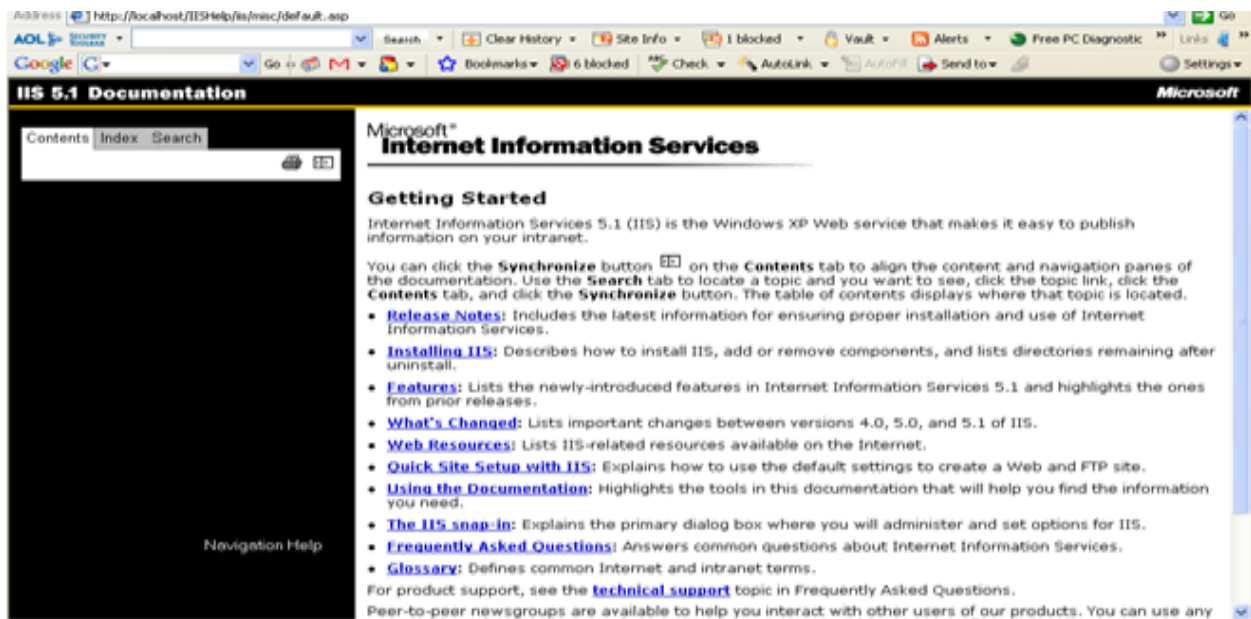 Address http://localhost/IISHelp/iis/misc/default.asp Go
AOL SECURITY TOOLBAR Search Clear History Site Info 1 blocked Vault Alerts Free PC Diagnostic » Links »
Google G Go M Bookmarks 6 blocked Check AutoLink AutoFill Send to Settings
IIS 5.1 Documentation Microsoft
Contents Index Search
Navigation Help
Microsoft®
Internet Information Services
Getting Started
Internet Information Services 5.1 (IIS) is the Windows XP Web service that makes it easy to publish
information on your intranet.
You can click the Synchronize button on the Contents tab to align the content and navigation panes of
the documentation. Use the Search tab to locate a topic and you want to see, click the topic link, click the
Contents tab, and click the Synchronize button. The table of contents displays where that topic is located.
• Release Notes: Includes the latest information for ensuring proper installation and use of Internet
Information Services.
• Installing IIS: Describes how to install IIS, add or remove components, and lists directories remaining after
uninstall.
• Features: Lists the newly-introduced features in Internet Information Services 5.1 and highlights the ones
from prior releases.
• What's Changed: Lists important changes between versions 4.0, 5.0, and 5.1 of IIS.
• Web Resources: Lists IIS-related resources available on the Internet.
• Quick Site Setup with IIS: Explains how to use the default settings to create a Web and FTP site.
• Using the Documentation: Highlights the tools in this documentation that will help you find the information
you need.
• The IIS snap-in: Explains the primary dialog box where you will administer and set options for IIS.
• Frequently Asked Questions: Answers common questions about Internet Information Services.
• Glossary: Defines common Internet and intranet terms.
For product support, see the technical support topic in Frequently Asked Questions.
Peer-to-peer newsgroups are available to help you interact with other users of our products. You can use any